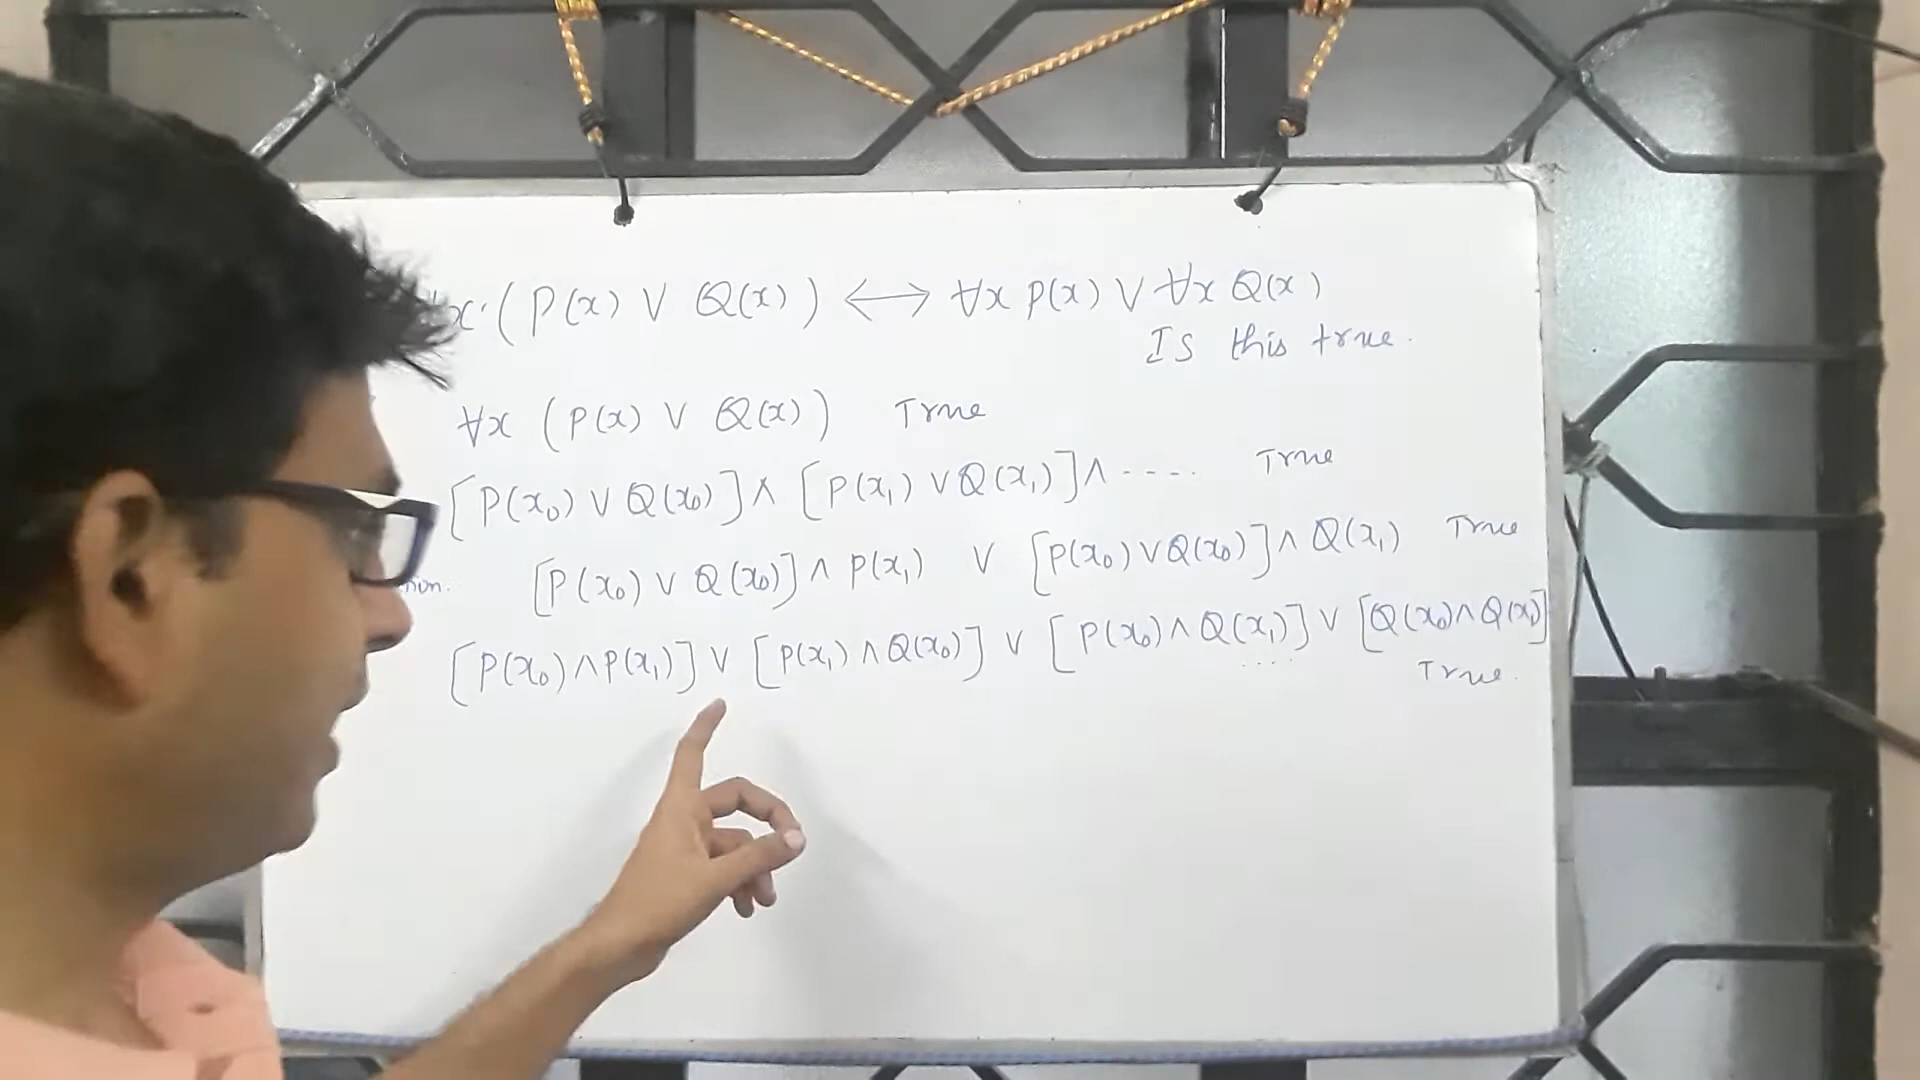 x (P(x) ∨ Q(x)) ⟷ ∀x P(x) ∨ ∀x Q(x)
Is this true.
∀x (P(x) ∨ Q(x)) True
[P(x₀) ∨ Q(x₀)] ∧ [P(x₁) ∨ Q(x₁)] ∧ ---- True
[P(x₀) ∨ Q(x₀)] ∧ P(x₁) ∨ [P(x₀) ∨ Q(x₀)] ∧ Q(x₁) True
[P(x₀) ∧ P(x₁)] ∨ [P(x₁) ∧ Q(x₀)] ∨ [P(x₀) ∧ Q(x₁)] ∨ [Q(x₀) ∧ Q(x₁)]
.... True.